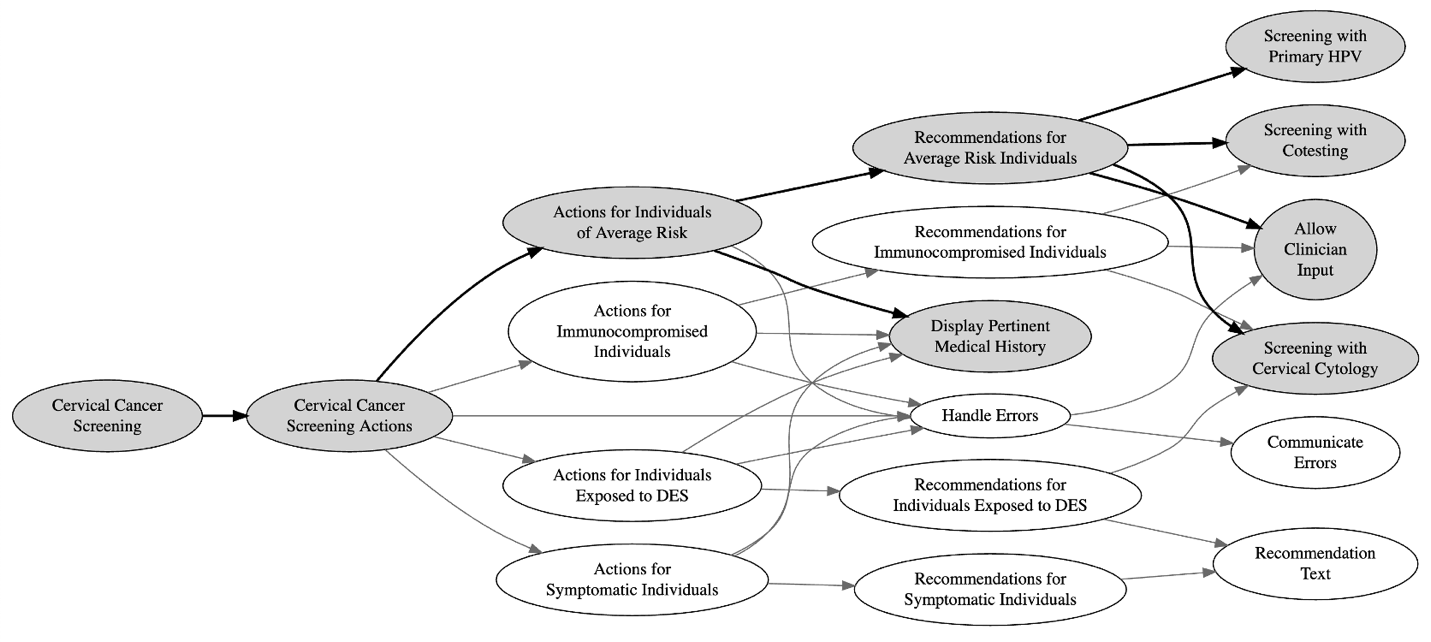 Cervical Cancer
Screening
Cervical Cancer
Screening Actions
Actions for Individuals
of Average Risk
Actions for
Immunocompromised
Individuals
Actions for Individuals
Exposed to DES
Actions for
Symptomatic Individuals
Recommendations for
Average Risk Individuals
Recommendations for
Immunocompromised Individuals
Display Pertinent
Medical History
Handle Errors
Recommendations for
Individuals Exposed to DES
Recommendations for
Symptomatic Individuals
Screening with
Primary HPV
Screening with
Cotesting
Allow
Clinician
Input
Screening with
Cervical Cytology
Communicate
Errors
Recommendation
Text